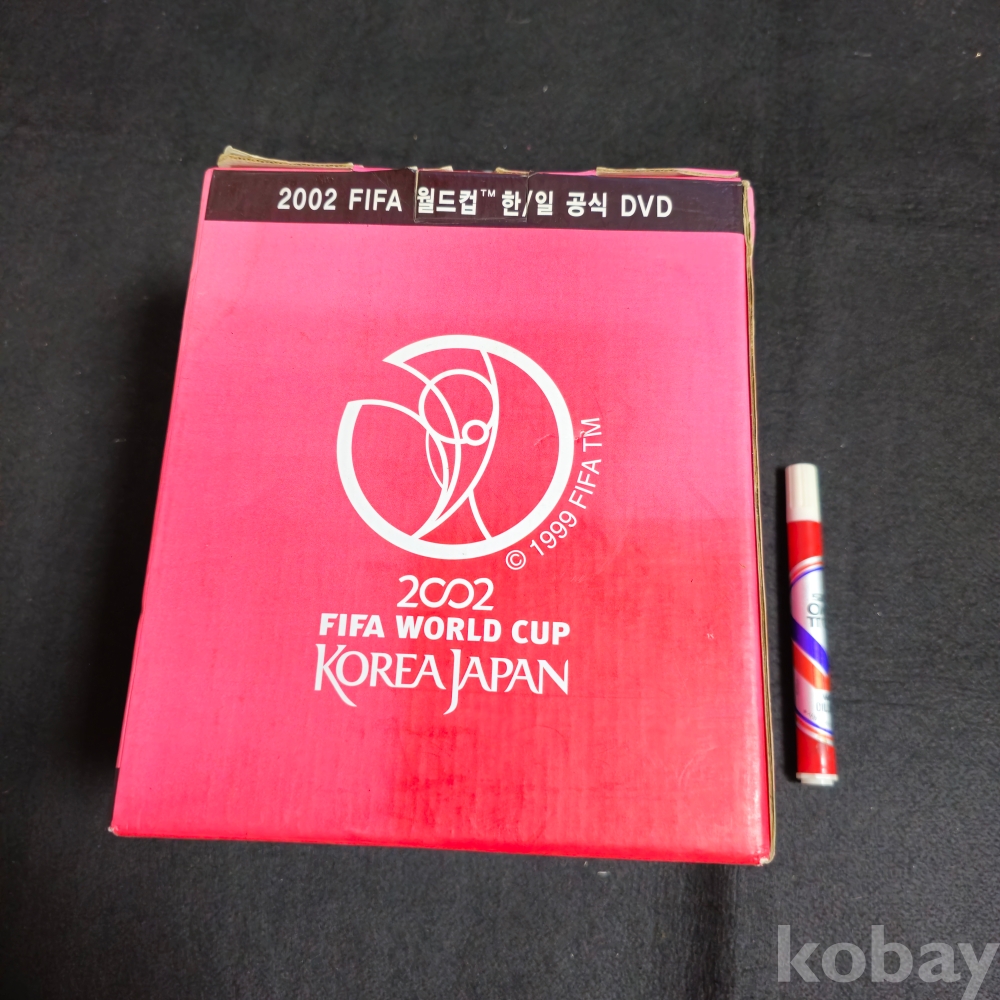 2002 FIFA 월드컵™ 한/일 공식 DVD
© 1999 FIFA TM
2002
FIFA WORLD CUP
KOREA JAPAN
kobay